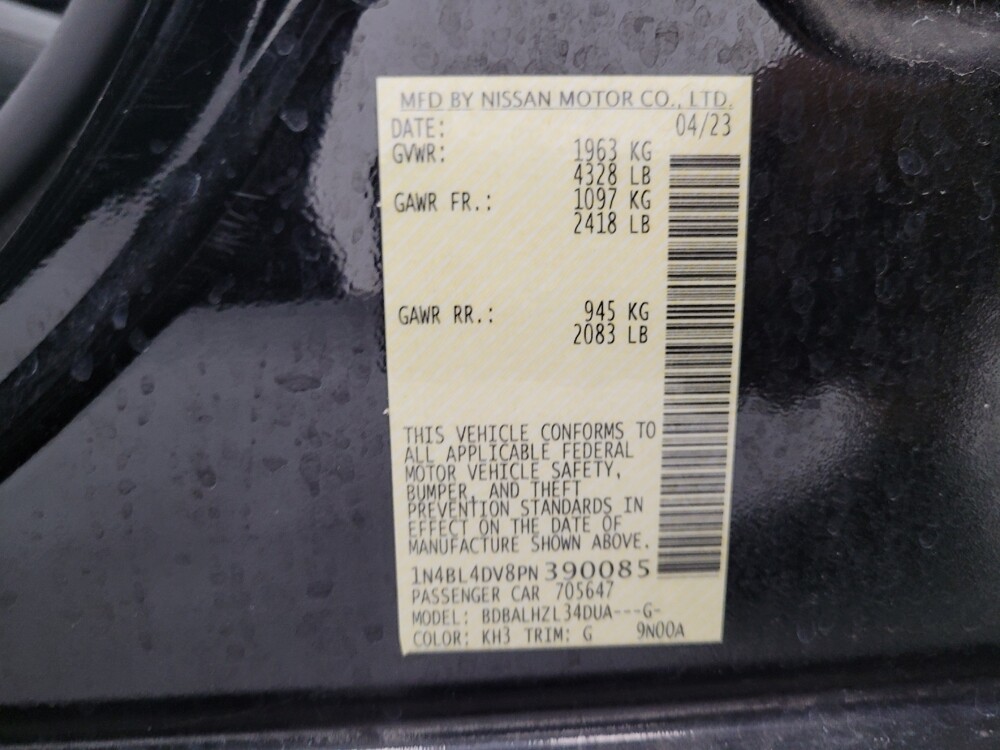 MFD BY NISSAN MOTOR CO., LTD.
DATE: 04/23
GVWR: 1963 KG
4328 LB
GAWR FR.: 1097 KG
2418 LB
GAWR RR.: 945 KG
2083 LB
THIS VEHICLE CONFORMS TO
ALL APPLICABLE FEDERAL
MOTOR VEHICLE SAFETY,
BUMPER, AND THEFT
PREVENTION STANDARDS IN
EFFECT ON THE DATE OF
MANUFACTURE SHOWN ABOVE.
1N4BL4DV8PN390085
PASSENGER CAR 705647
MODEL: BDBALHZL34DUA---G-
COLOR: KH3 TRIM: G 9N00A